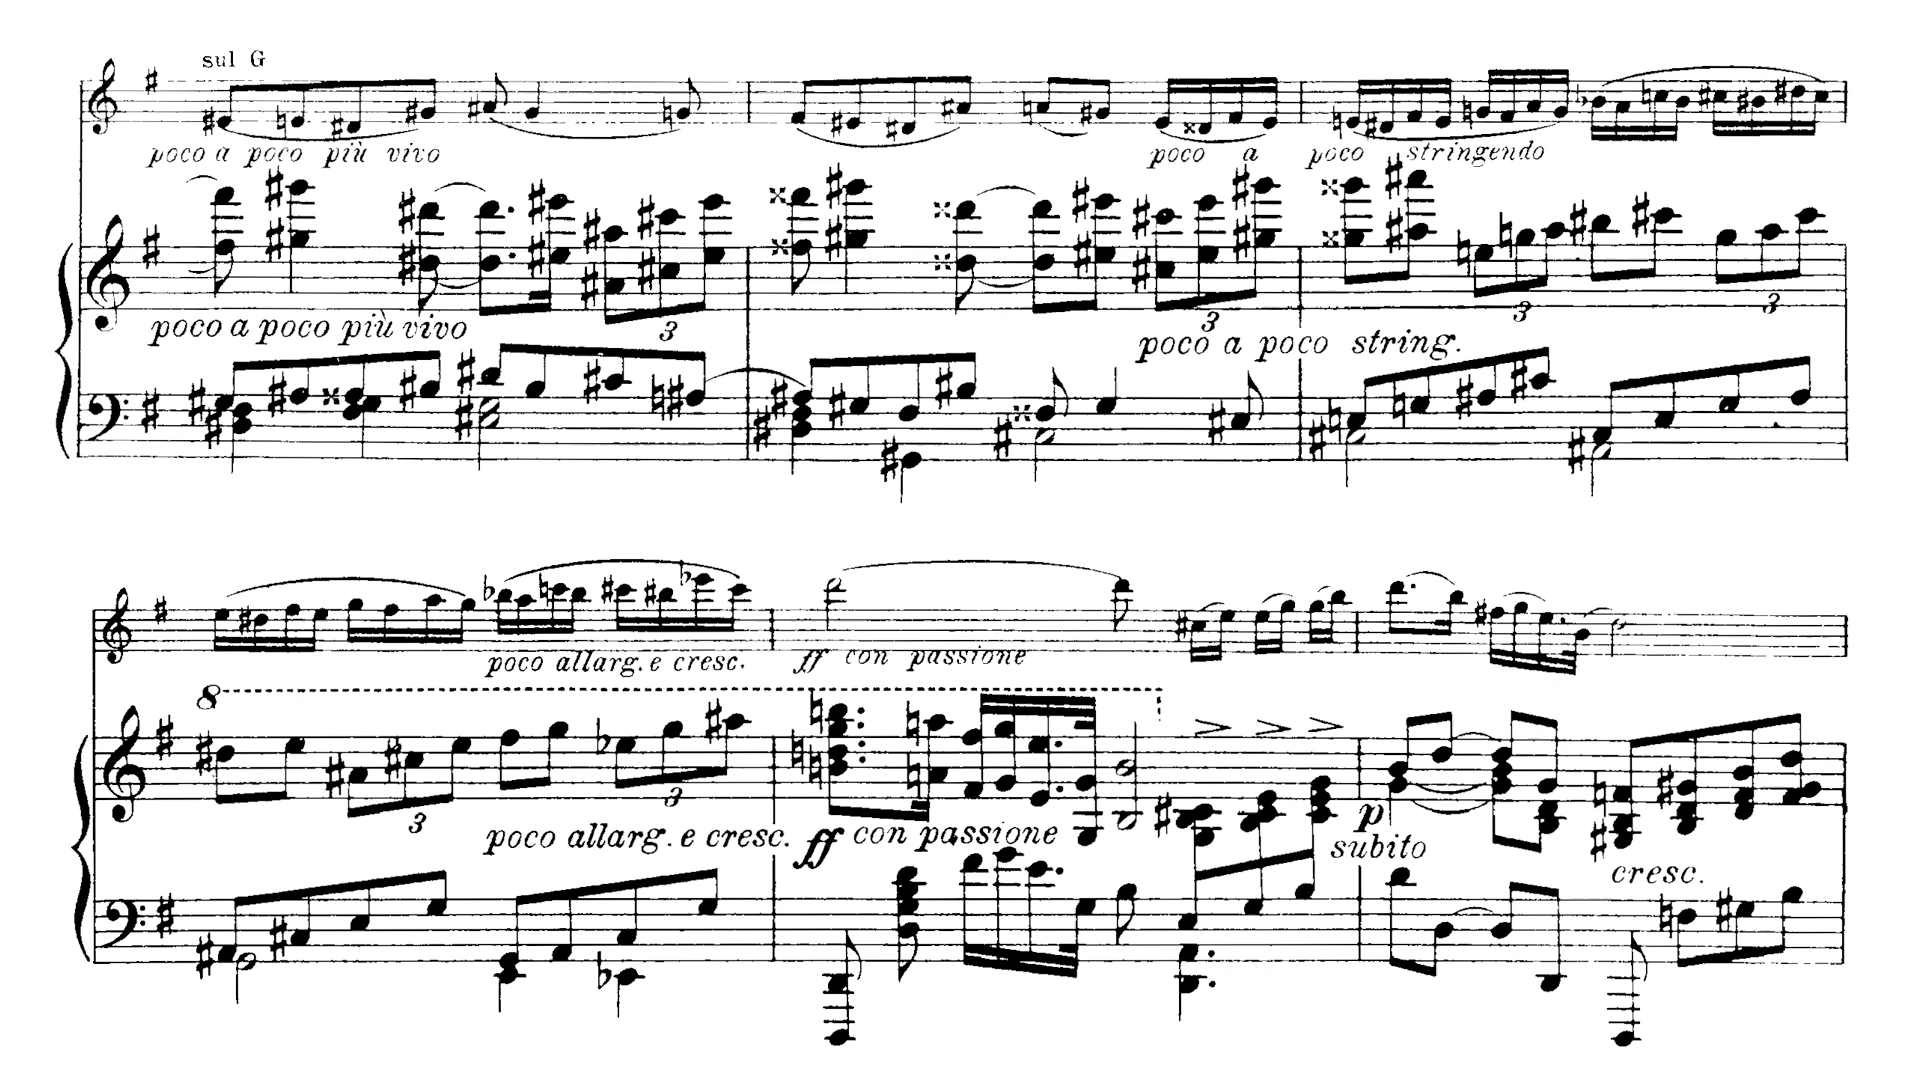 sul G
poco a poco più vivo
poco a poco stringendo
poco a poco più vivo
3
3
3
3
poco a poco string.
poco allarg. e cresc.
ff con passione
8
3
3
poco allarg. e cresc.
ff con passione
p subito
cresc.